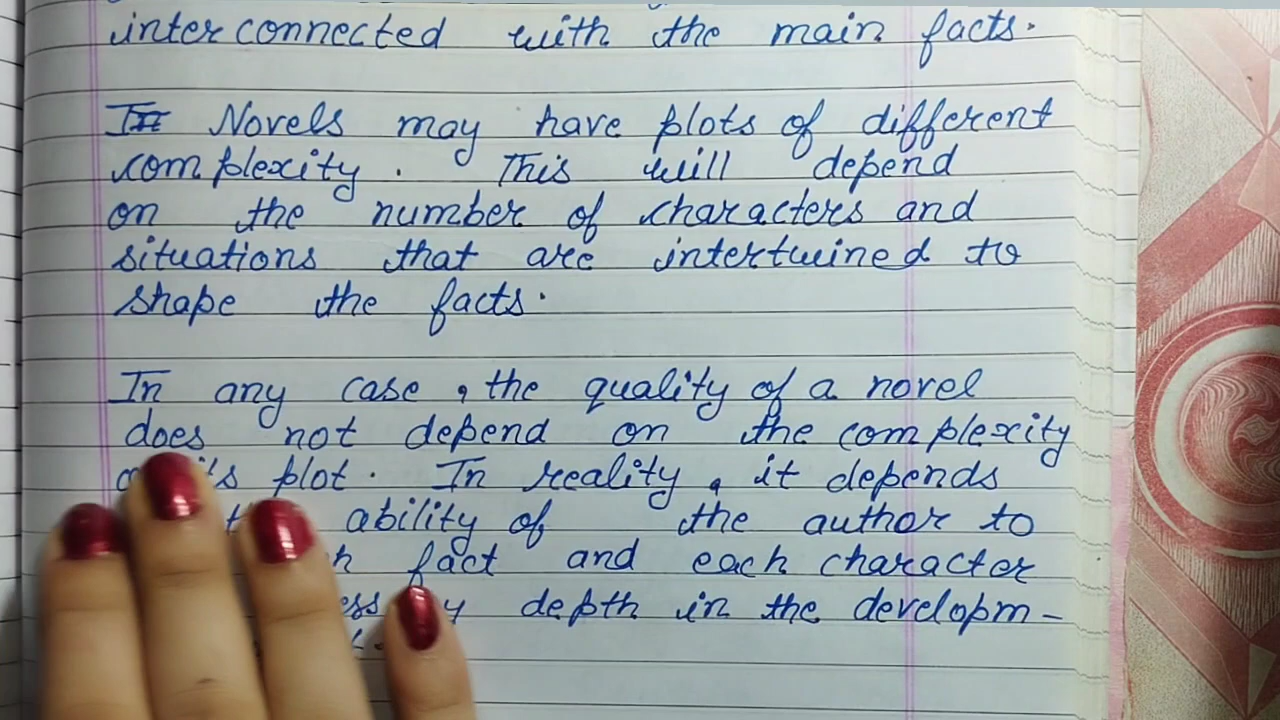 interconnected with the main facts.
In Novels may have plots of different
complexity. This will depend
on the number of characters and
situations that are intertwined to
shape the facts.
In any case, the quality of a novel
does not depend on the complexity
plot. In reality, it depends
ability of the author to
fact and each character
depth in the developm-